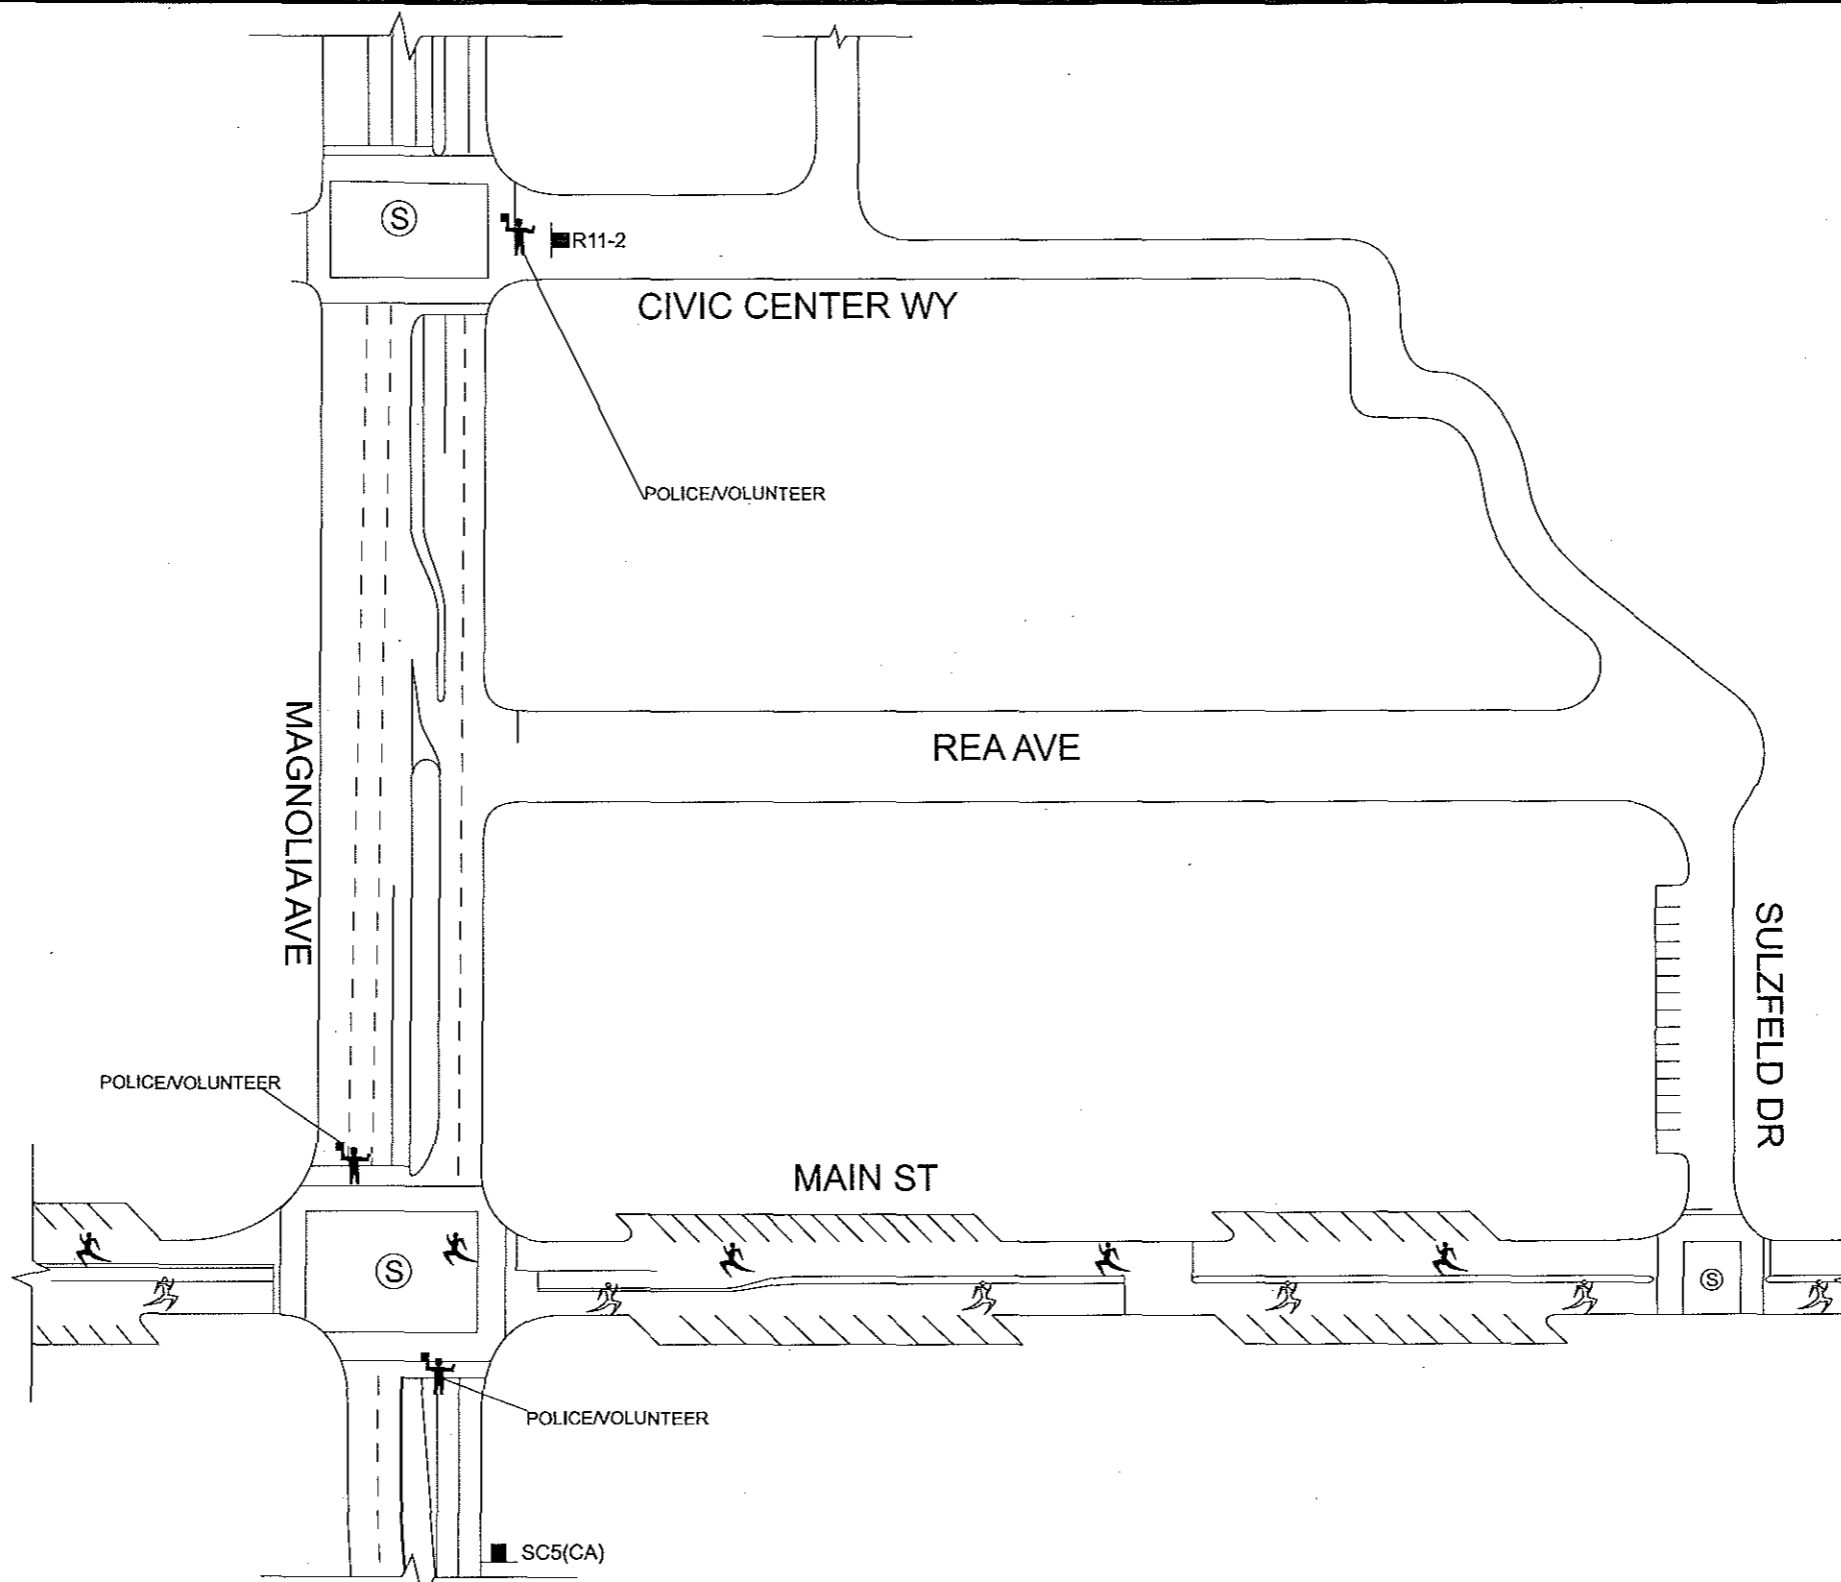 S
R11-2
CIVIC CENTER WY
POLICE/VOLUNTEER
MAGNOLIA AVE
REA AVE
SULZFELD DR
POLICE/VOLUNTEER
MAIN ST
S
S
POLICE/VOLUNTEER
SC5(CA)